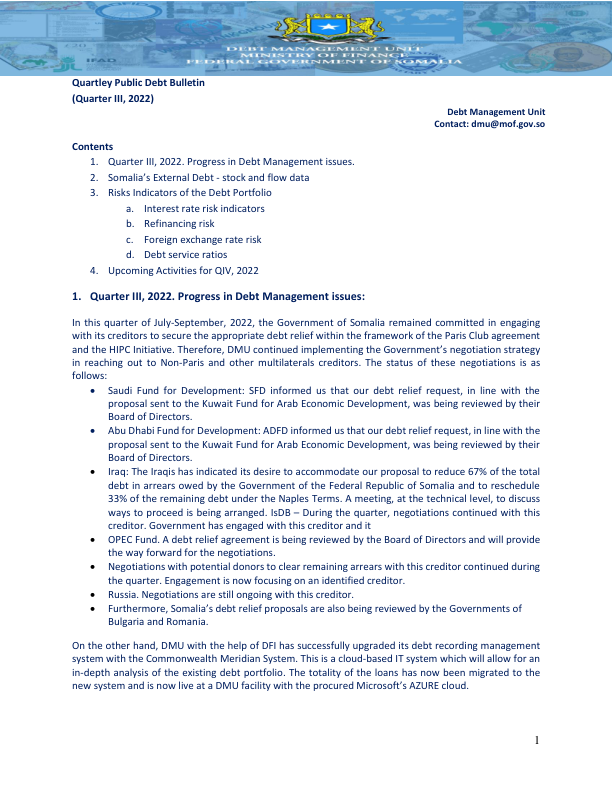 DEBT MANAGEMENT UNIT
MINISTRY OF FINANCE
FEDERAL GOVERNMENT OF SOMALIA
Quartley Public Debt Bulletin
(Quarter III, 2022)
Debt Management Unit
Contact: dmu@mof.gov.so
Contents
1. Quarter III, 2022. Progress in Debt Management issues.
2. Somalia's External Debt - stock and flow data
3. Risks Indicators of the Debt Portfolio
a. Interest rate risk indicators
b. Refinancing risk
c. Foreign exchange rate risk
d. Debt service ratios
4. Upcoming Activities for QIV, 2022
1. Quarter III, 2022. Progress in Debt Management issues:
In this quarter of July-September, 2022, the Government of Somalia remained committed in engaging
with its creditors to secure the appropriate debt relief within the framework of the Paris Club agreement
and the HIPC Initiative. Therefore, DMU continued implementing the Government's negotiation strategy
in reaching out to Non-Paris and other multilaterals creditors. The status of these negotiations is as
follows:
• Saudi Fund for Development: SFD informed us that our debt relief request, in line with the
proposal sent to the Kuwait Fund for Arab Economic Development, was being reviewed by their
Board of Directors.
• Abu Dhabi Fund for Development: ADFD informed us that our debt relief request, in line with the
proposal sent to the Kuwait Fund for Arab Economic Development, was being reviewed by their
Board of Directors.
• Iraq: The Iraqis has indicated its desire to accommodate our proposal to reduce 67% of the total
debt in arrears owed by the Government of the Federal Republic of Somalia and to reschedule
33% of the remaining debt under the Naples Terms. A meeting, at the technical level, to discuss
ways to proceed is being arranged. IsDB – During the quarter, negotiations continued with this
creditor. Government has engaged with this creditor and it
• OPEC Fund. A debt relief agreement is being reviewed by the Board of Directors and will provide
the way forward for the negotiations.
• Negotiations with potential donors to clear remaining arrears with this creditor continued during
the quarter. Engagement is now focusing on an identified creditor.
• Russia. Negotiations are still ongoing with this creditor.
• Furthermore, Somalia's debt relief proposals are also being reviewed by the Governments of
Bulgaria and Romania.
On the other hand, DMU with the help of DFI has successfully upgraded its debt recording management
system with the Commonwealth Meridian System. This is a cloud-based IT system which will allow for an
in-depth analysis of the existing debt portfolio. The totality of the loans has now been migrated to the
new system and is now live at a DMU facility with the procured Microsoft's AZURE cloud.
1